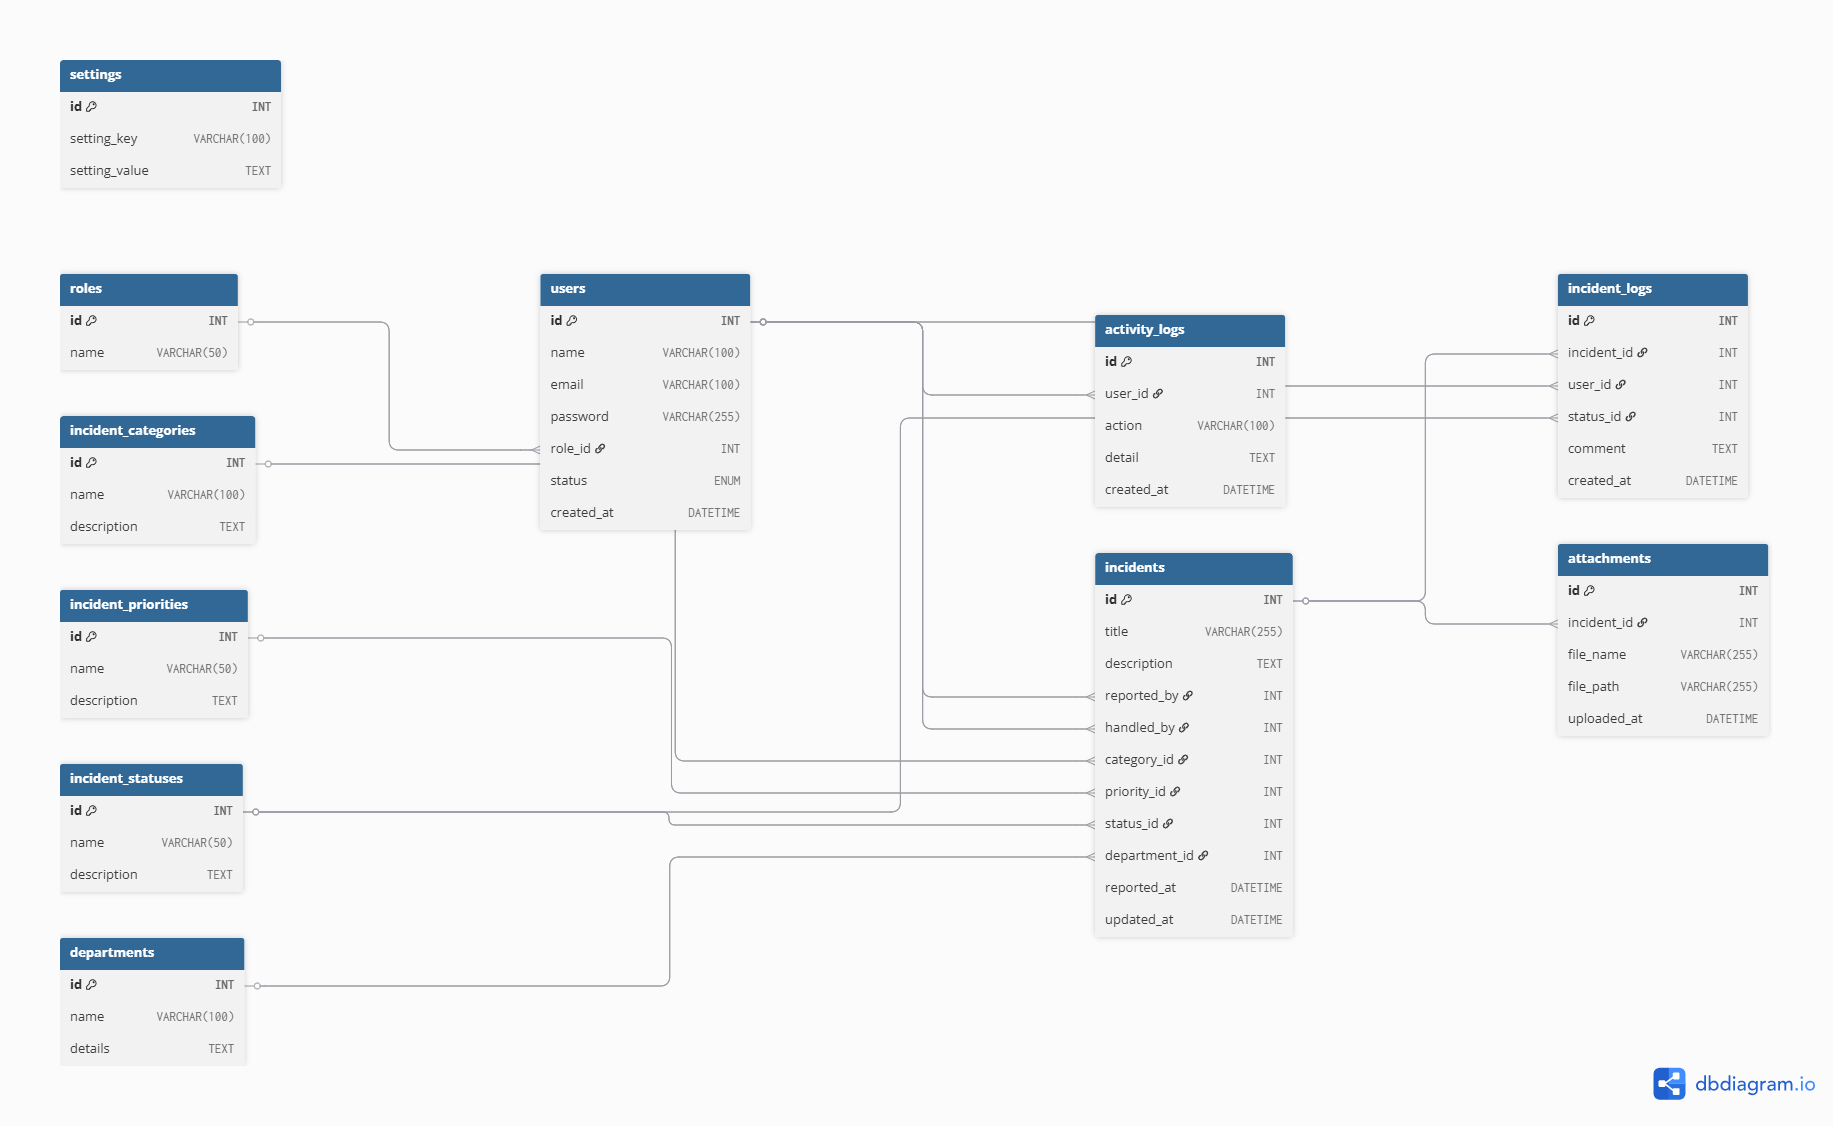 settings
id INT
setting_key VARCHAR(100)
setting_value TEXT
roles
id INT
name VARCHAR(50)
incident_categories
id INT
name VARCHAR(100)
description TEXT
incident_priorities
id INT
name VARCHAR(50)
description TEXT
incident_statuses
id INT
name VARCHAR(50)
description TEXT
departments
id INT
name VARCHAR(100)
details TEXT
users
id INT
name VARCHAR(100)
email VARCHAR(100)
password VARCHAR(255)
role_id INT
status ENUM
created_at DATETIME
activity_logs
id INT
user_id INT
action VARCHAR(100)
detail TEXT
created_at DATETIME
incidents
id INT
title VARCHAR(255)
description TEXT
reported_by INT
handled_by INT
category_id INT
priority_id INT
status_id INT
department_id INT
reported_at DATETIME
updated_at DATETIME
incident_logs
id INT
incident_id INT
user_id INT
status_id INT
comment TEXT
created_at DATETIME
attachments
id INT
incident_id INT
file_name VARCHAR(255)
file_path VARCHAR(255)
uploaded_at DATETIME
dbdiagram.io